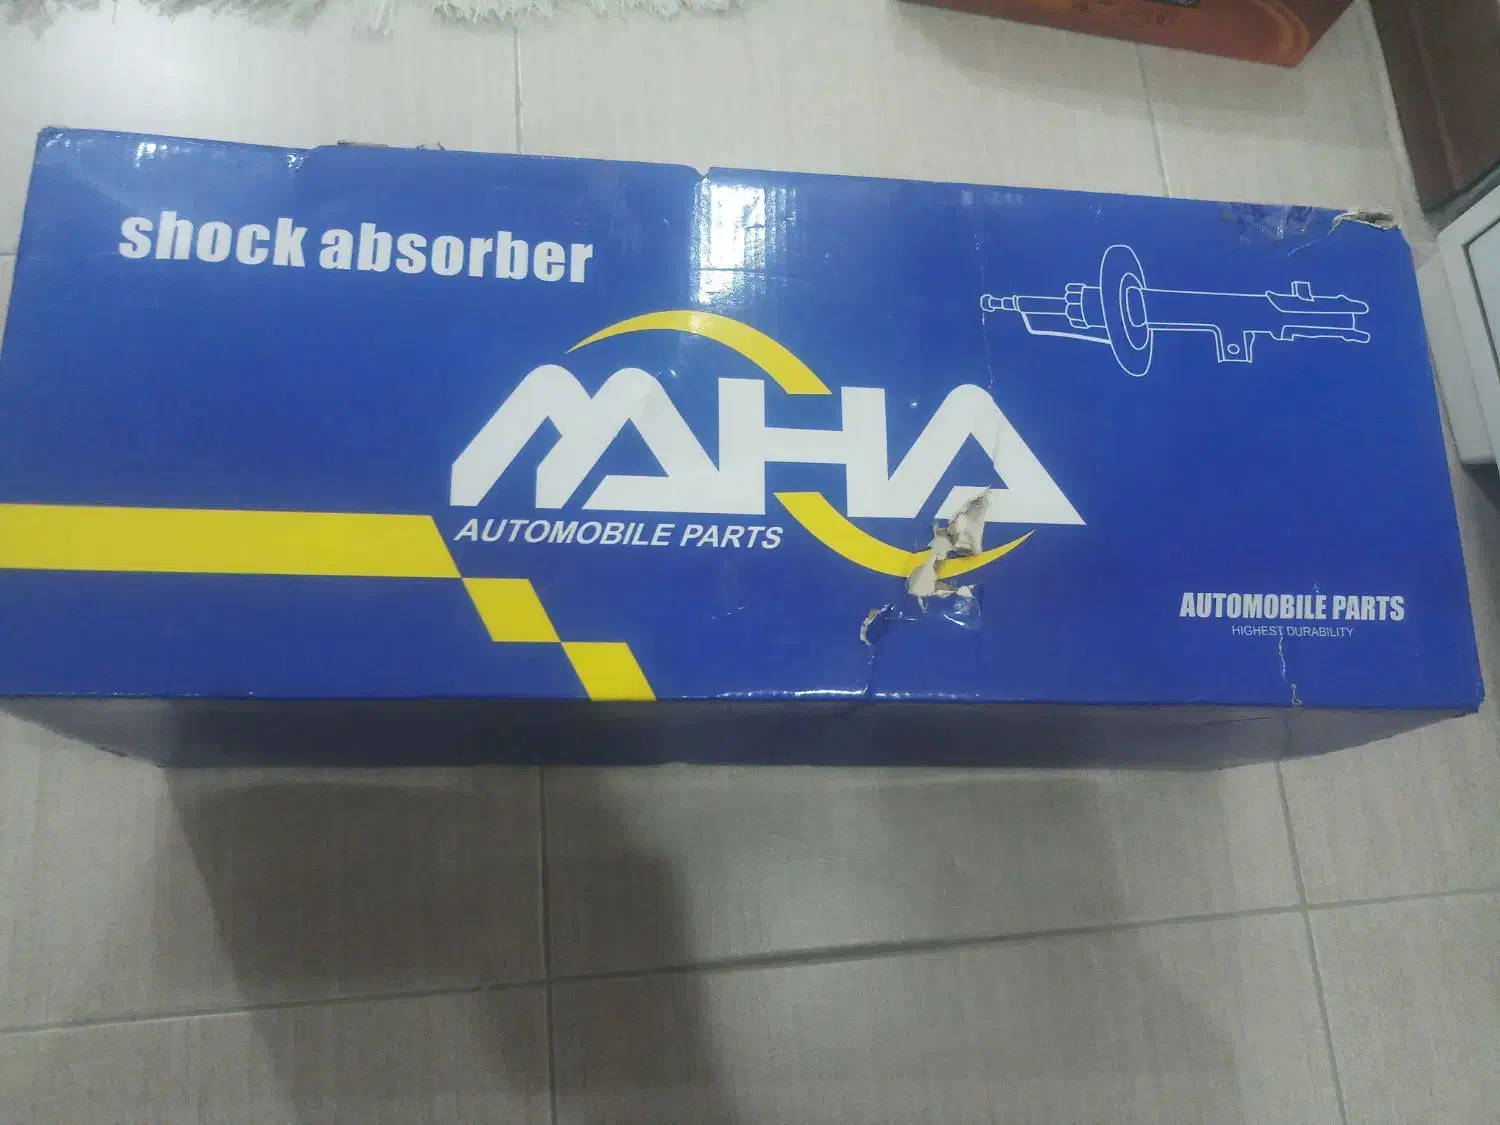 shock absorber
MAHA
AUTOMOBILE PARTS
AUTOMOBILE PARTS
HIGHEST DURABILITY